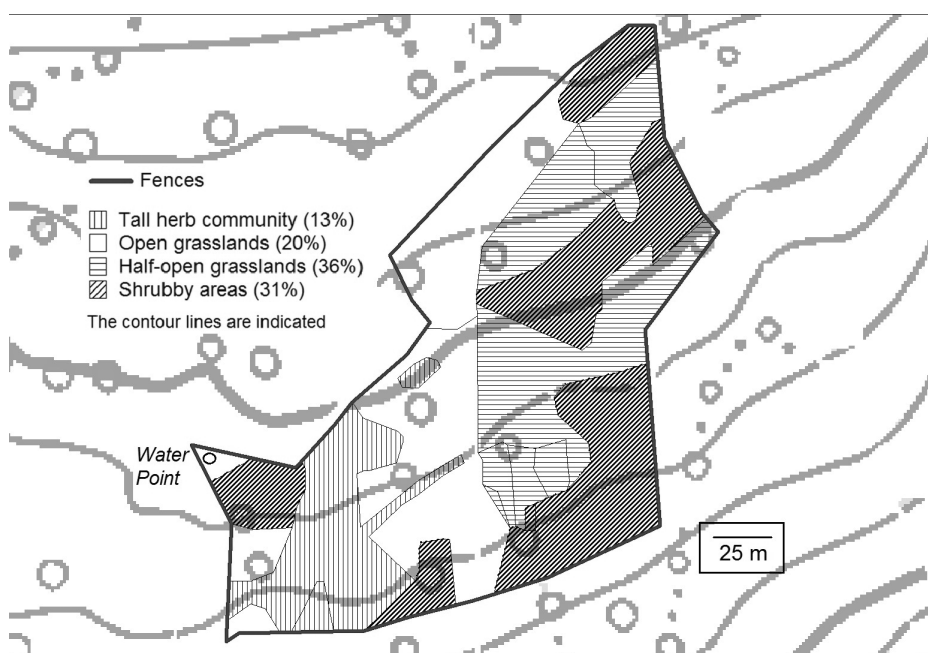 Fences
Tall herb community (13%)
Open grasslands (20%)
Half-open grasslands (36%)
Shrubby areas (31%)
The contour lines are indicated
Water
Point
25 m